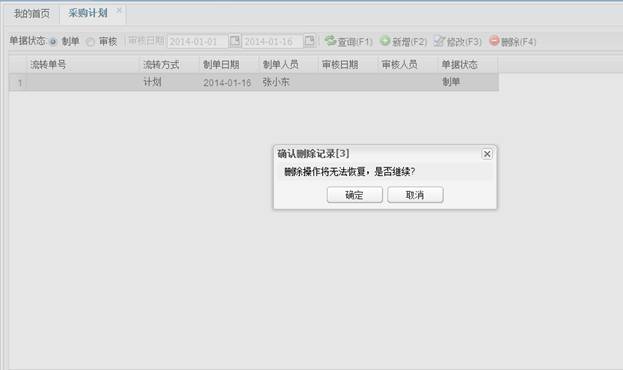 我的首页 采购计划
单据状态: 制单 审核 审核日期 2014-01-01 2014-01-16 查询(F1) 新增(F2) 修改(F3) 删除(F4)
流转单号 流转方式 制单日期 制单人员 审核日期 审核人员 单据状态
1 计划 2014-01-16 张小东 制单
确认删除记录[3]
删除操作将无法恢复，是否继续?
确定 取消